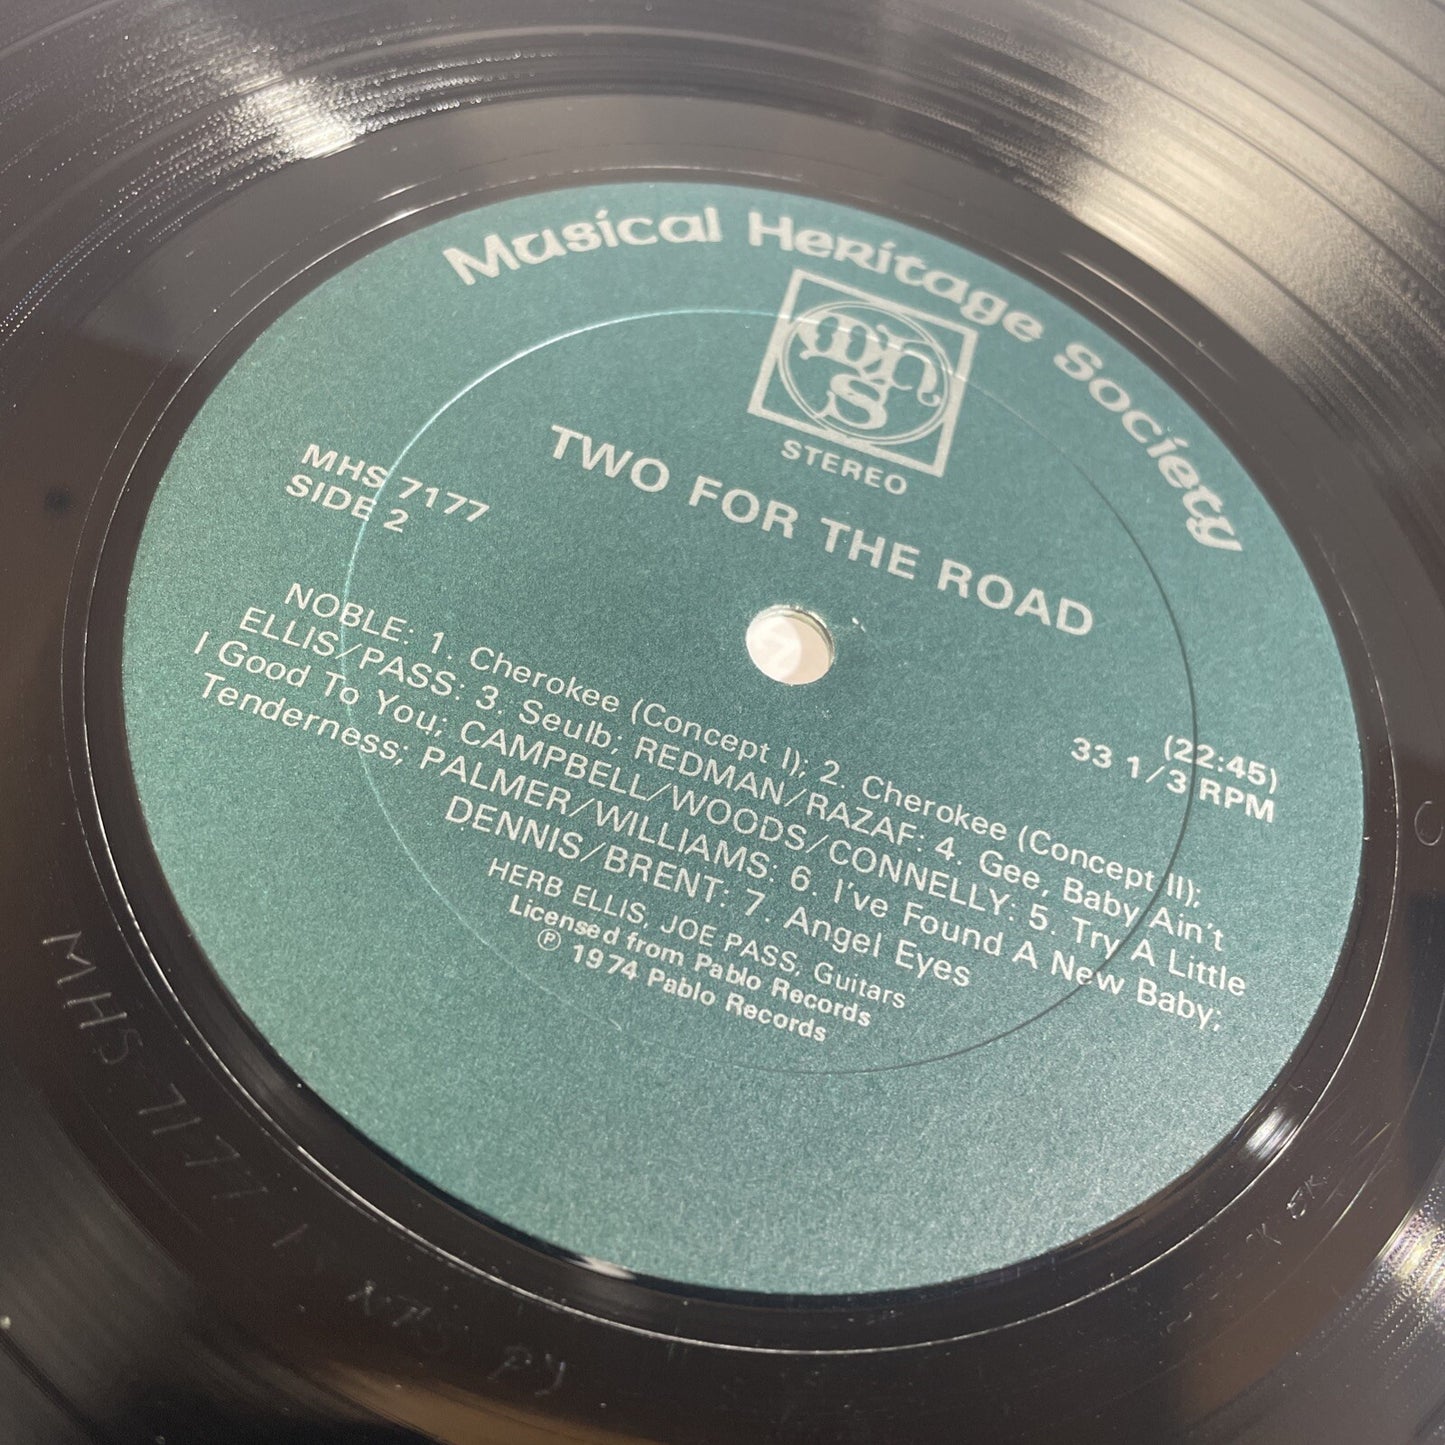 Musical Heritage Society
mhs
STEREO
TWO FOR THE ROAD
MHS 7177
SIDE 2
(22:45)
33 1/3 RPM
NOBLE: 1. Cherokee (Concept I); 2. Cherokee (Concept II);
ELLIS/PASS: 3. Seulb; REDMAN/RAZAF: 4. Gee, Baby Ain't
I Good To You; CAMPBELL/WOODS/CONNELLY: 5. Try A Little
Tenderness; PALMER/WILLIAMS: 6. I've Found A New Baby;
DENNIS/BRENT: 7. Angel Eyes
HERB ELLIS, JOE PASS, Guitars
Licensed from Pablo Records
Ⓟ 1974 Pablo Records
MHS 7177